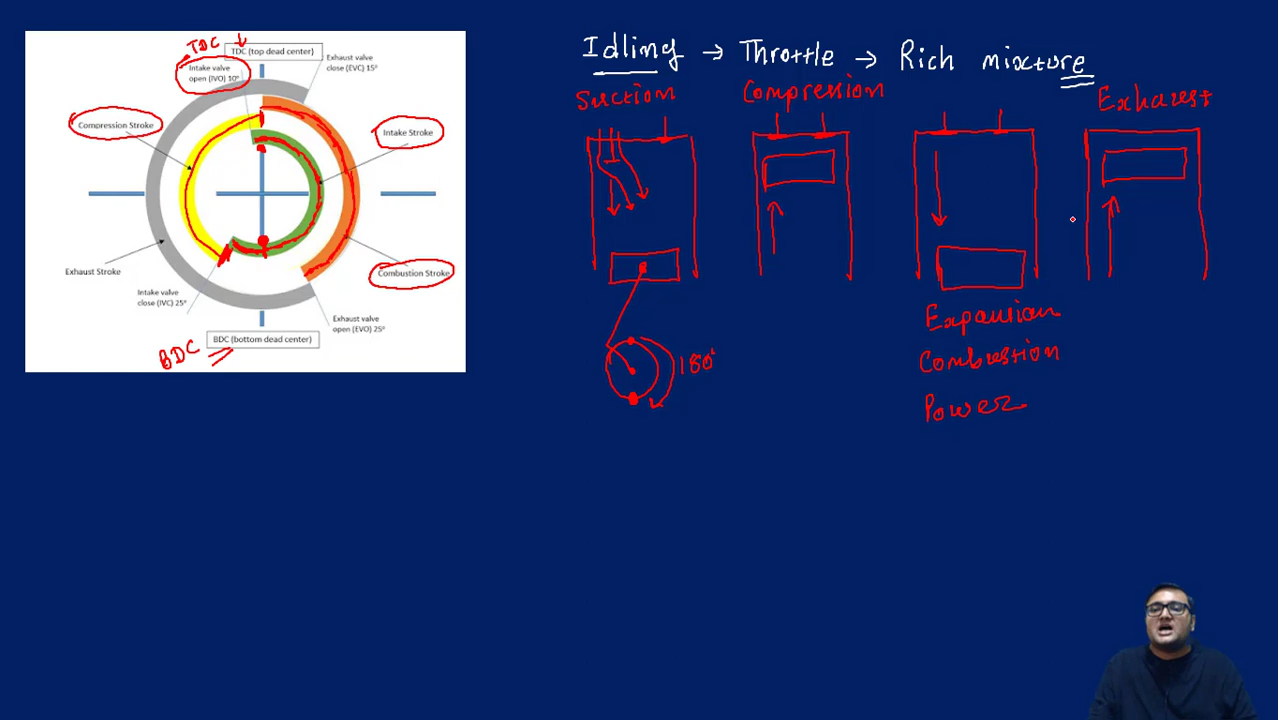 TDC
TDC (top dead center)
Intake valve
open (IVO) 10°
Exhaust valve
close (EVC) 15°
Compression Stroke
Intake Stroke
Exhaust Stroke
Combustion Stroke
Intake valve
close (IVC) 25°
Exhaust valve
open (EVO) 25°
BDC
BDC (bottom dead center)
Idling → Throttle → Rich mixture
Suction
Compression
Exhaust
180°
Expansion
Combustion
Power